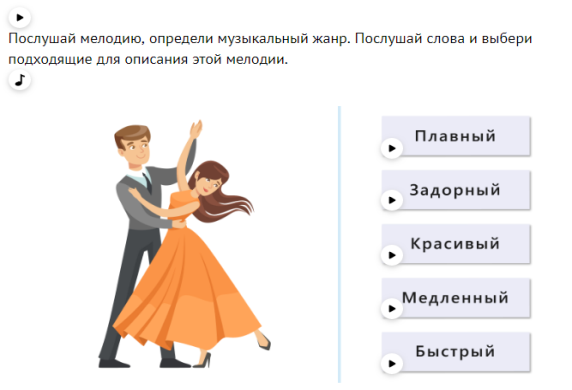 Послушай мелодию, определи музыкальный жанр. Послушай слова и выбери
подходящие для описания этой мелодии.
Плавный
Задорный
Красивый
Медленный
Быстрый